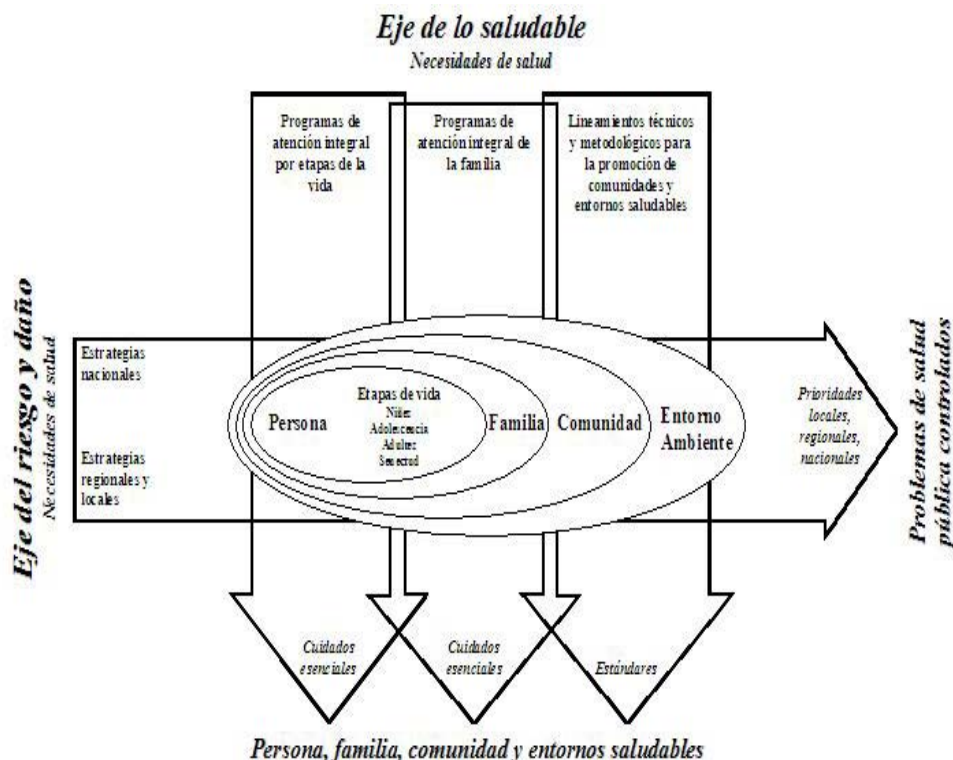 Eje de lo saludable
Necesidades de salud
Programas de
atención integral
por etapas de la
vida
Programas de
atención integral de
la família
Lineamientos técnicos
y metodológicos para
la promoción de
comunidades y
entornos saludables
Eje del riesgo y daño
Necesidades de salud
Estrategias
nacionales
Estrategias
regionales y
locales
Persona
Etapas de vida
Niñez
Adolescencia
Adultez
Senectud
Familia
Comunidad
Entorno
Ambiente
Prioridades
locales,
regionales,
nacionales
Problemas de salud
pública controlados
Cuidados
esenciales
Cuidados
esenciales
Estándares
Persona, familia, comunidad y entornos saludables